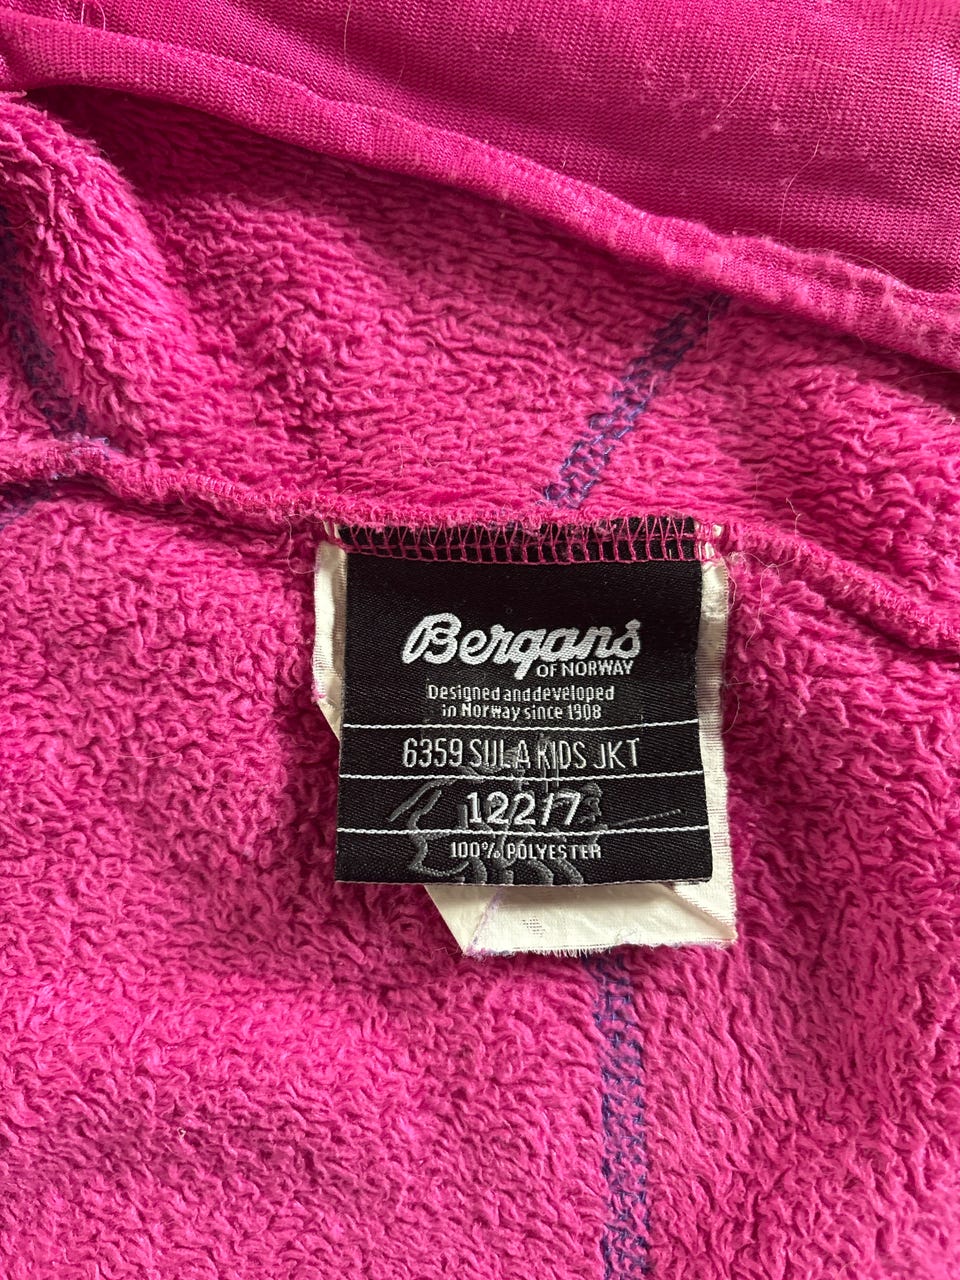 Bergans
OF NORWAY
Designed and developed
in Norway since 1908
6359 SULA KIDS JKT
122/7
100% POLYESTER